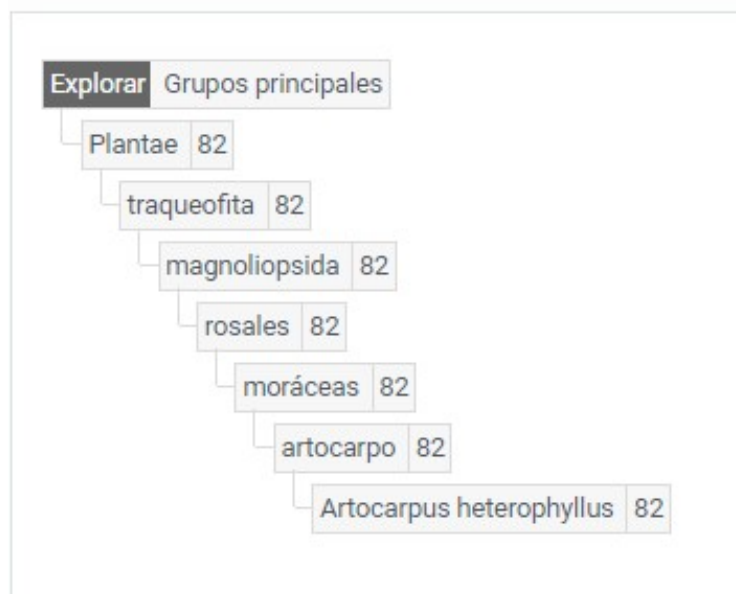 Explorar Grupos principales
Plantae 82
traqueofita 82
magnoliopsida 82
rosales 82
moráceas 82
artocarpo 82
Artocarpus heterophyllus 82